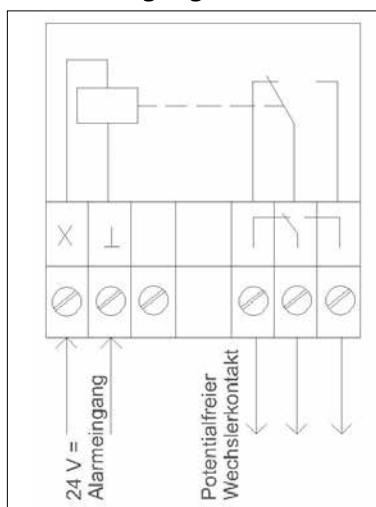 24 V =
Alarmeingang
Potentialfreier
Wechslerkontakt